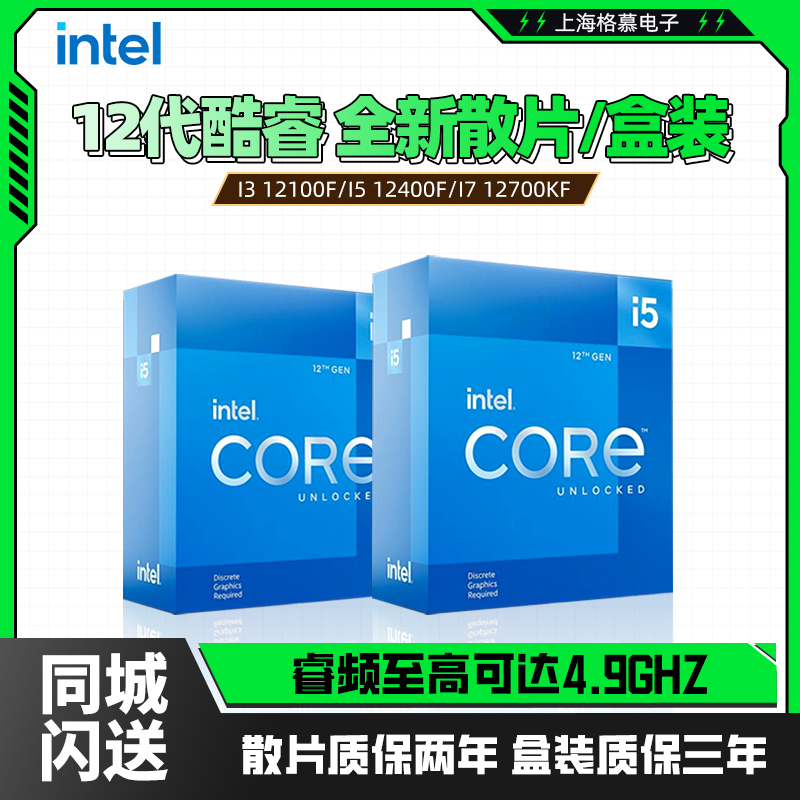 intel
上海格慕电子
12代酷睿 全新散片/盒装
I3 12100F/I5 12400F/I7 12700KF
i5
12TH GEN
intel.
CORE
UNLOCKED
intel.
Discrete
Graphics
Required
i5
i5
12TH GEN
intel.
CORE™
UNLOCKED
intel.
Discrete
Graphics
Required
同城
闪送
睿频至高可达4.9GHZ
散片质保两年 盒装质保三年